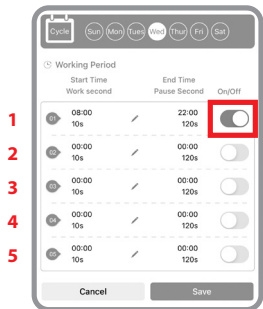 Cycle Sun Mon Tues Wed Thur Fri Sat
Working Period
Start Time End Time
Work second Pause Second On/Off
1 01 08:00 22:00
10s 120s
2 02 00:00 00:00
10s 120s
3 03 00:00 00:00
10s 120s
4 04 00:00 00:00
10s 120s
5 05 00:00 00:00
10s 120s
Cancel Save